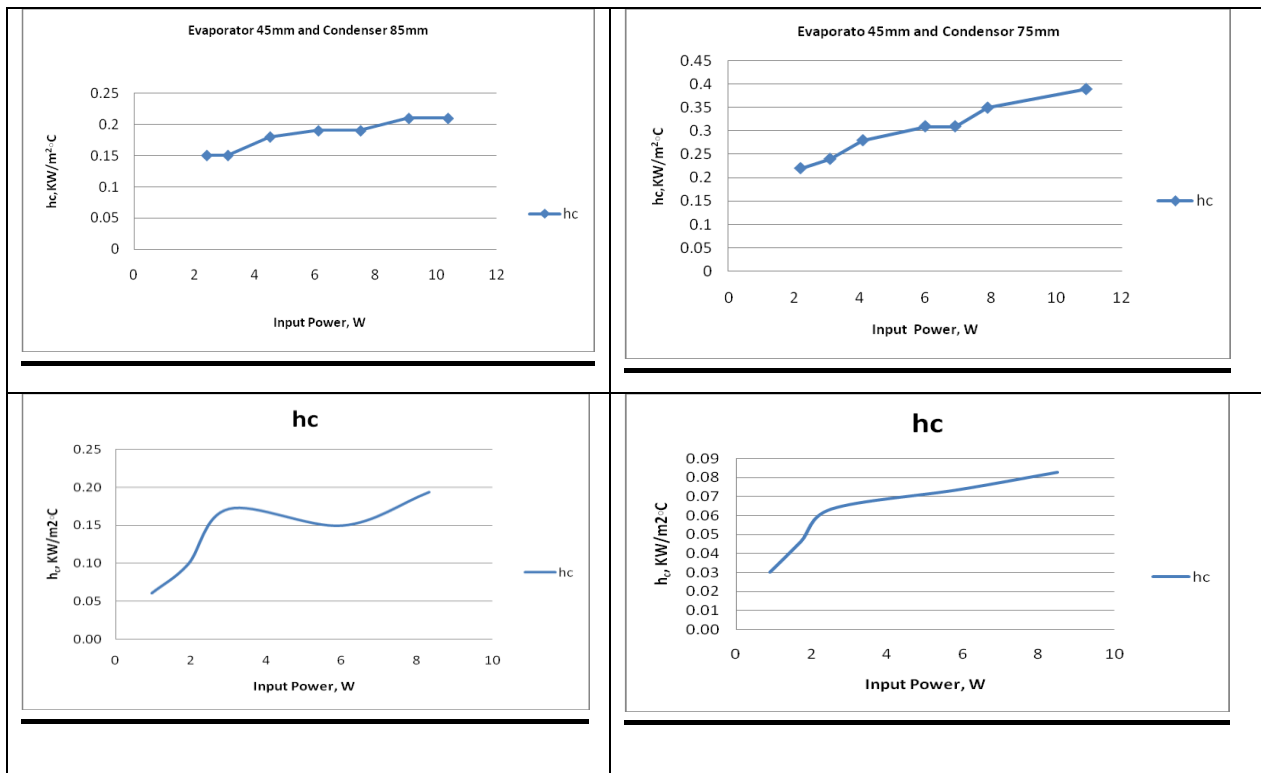 Evaporator 45mm and Condenser 85mm
hc,KW/m²◦C
0.25
0.2
0.15
0.1
0.05
0
0 2 4 6 8 10 12
Input Power, W
hc
Evaporato 45mm and Condensor 75mm
hc,KW/m²◦C
0.45
0.4
0.35
0.3
0.25
0.2
0.15
0.1
0.05
0
0 2 4 6 8 10 12
Input Power, W
hc
hc
hc, KW/m2◦C
0.25
0.20
0.15
0.10
0.05
0.00
0 2 4 6 8 10
Input Power, W
hc
hc
hc, KW/m2◦C
0.09
0.08
0.07
0.06
0.05
0.04
0.03
0.02
0.01
0.00
0 2 4 6 8 10
Input Power, W
hc